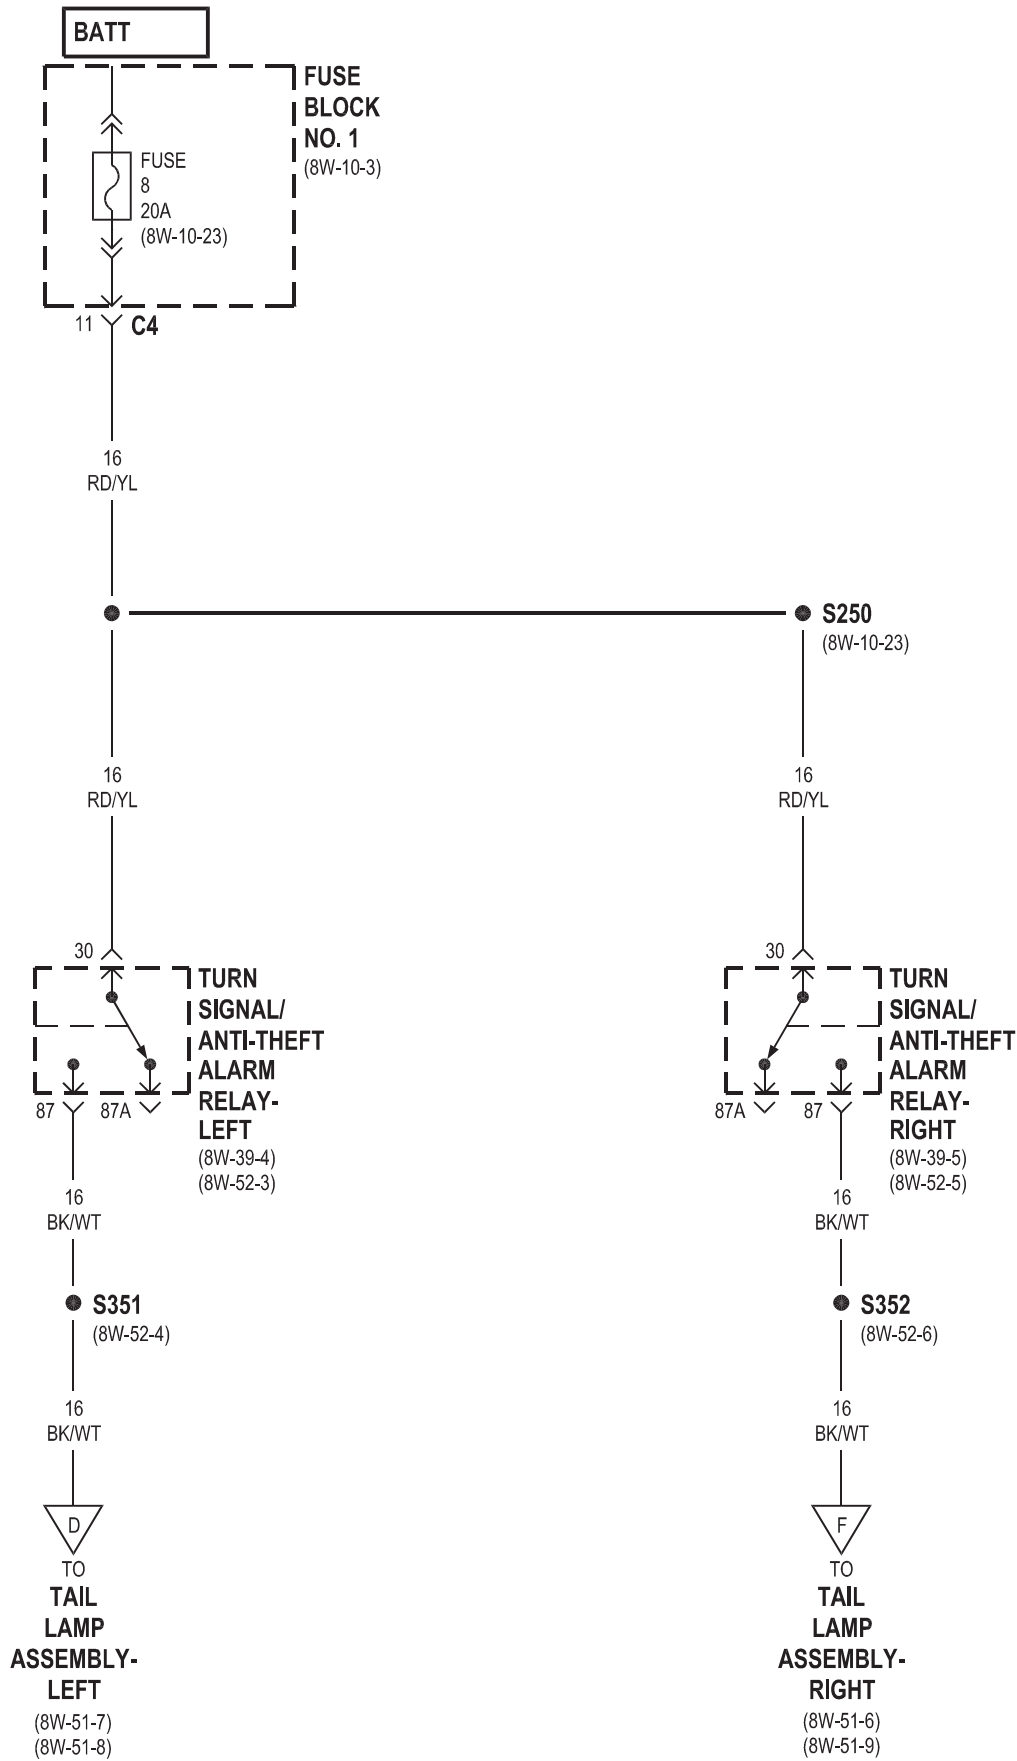 BATT
FUSE
BLOCK
NO. 1
(8W-10-3)
FUSE
8
20A
(8W-10-23)
11
C4
16
RD/YL
S250
(8W-10-23)
16
RD/YL
16
RD/YL
30
TURN
SIGNAL/
ANTI-THEFT
ALARM
RELAY-
LEFT
(8W-39-4)
(8W-52-3)
87
87A
30
TURN
SIGNAL/
ANTI-THEFT
ALARM
RELAY-
RIGHT
(8W-39-5)
(8W-52-5)
87A
87
16
BK/WT
S351
(8W-52-4)
16
BK/WT
D
TO
TAIL
LAMP
ASSEMBLY-
LEFT
(8W-51-7)
(8W-51-8)
16
BK/WT
S352
(8W-52-6)
16
BK/WT
F
TO
TAIL
LAMP
ASSEMBLY-
RIGHT
(8W-51-6)
(8W-51-9)